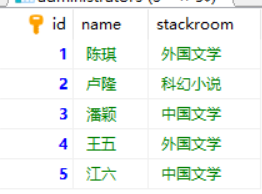 id name stackroom
1 陈琪 外国文学
2 卢隆 科幻小说
3 潘颖 中国文学
4 王五 外国文学
5 江六 中国文学